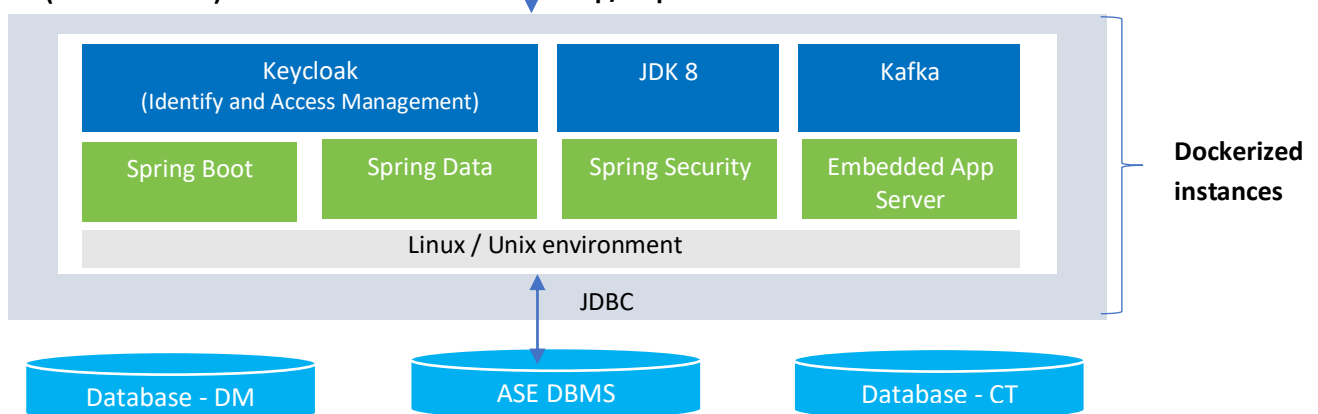 Keycloak
(Identify and Access Management)
JDK 8
Kafka
Spring Boot
Spring Data
Spring Security
Embedded App
Server
Dockerized
instances
Linux / Unix environment
JDBC
Database - DM
ASE DBMS
Database - CT